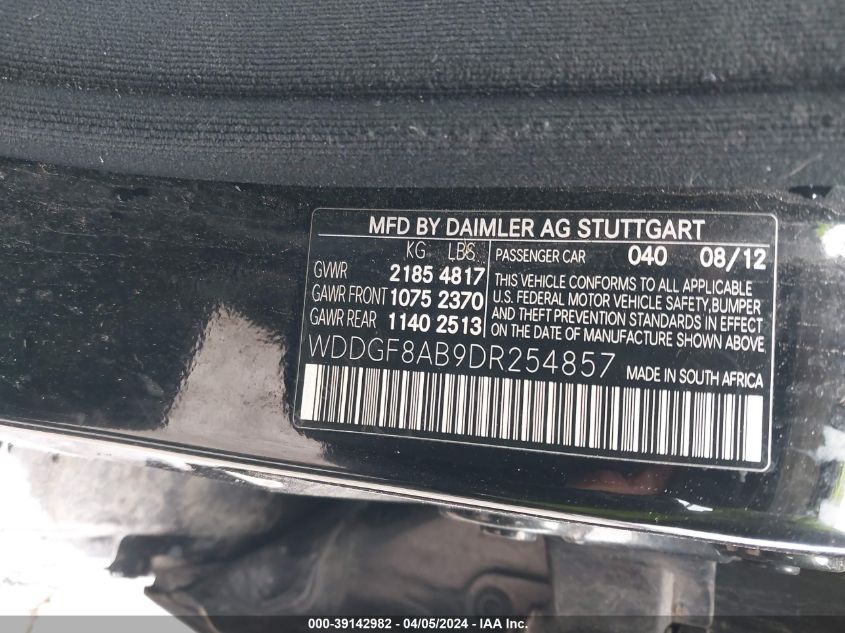 MFD BY DAIMLER AG STUTTGART
KG LBS PASSENGER CAR 040 08/12
GVWR 2185 4817
GAWR FRONT 1075 2370
GAWR REAR 1140 2513
THIS VEHICLE CONFORMS TO ALL APPLICABLE
U.S. FEDERAL MOTOR VEHICLE SAFETY,BUMPER
AND THEFT PREVENTION STANDARDS IN EFFECT
ON THE DATE OF MANUFACTURE SHOWN ABOVE.
WDDGF8AB9DR254857 MADE IN SOUTH AFRICA
000-39142982 - 04/05/2024 - IAA Inc.